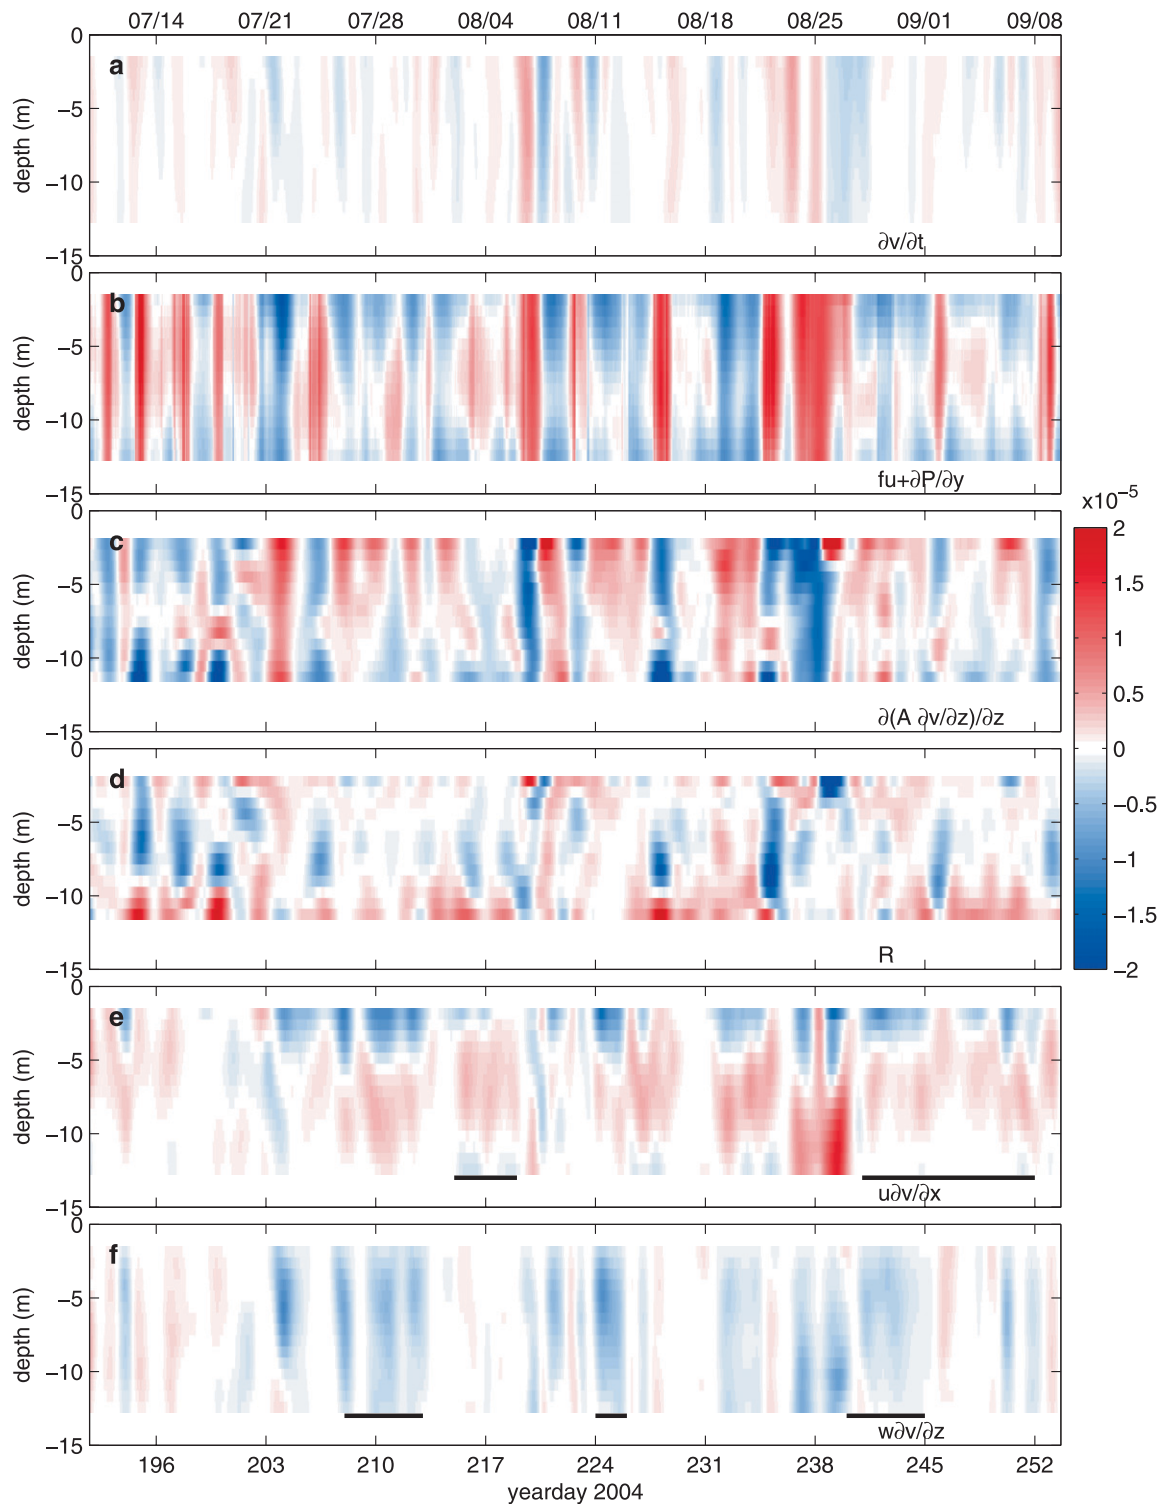 07/14 07/21 07/28 08/04 08/11 08/18 08/25 09/01 09/08
0
a
−5
depth (m)
−10
∂v/∂t
−15
0
b
−5
depth (m)
−10
fu+∂P/∂y
−15
0
c
−5
depth (m)
−10
∂(A ∂v/∂z)/∂z
−15
x10⁻⁵
2
1.5
1
0.5
0
−0.5
−1
−1.5
−2
0
d
−5
depth (m)
−10
R
−15
0
e
−5
depth (m)
−10
u∂v/∂x
−15
0
f
−5
depth (m)
−10
w∂v/∂z
−15
196 203 210 217 224 231 238 245 252
yearday 2004